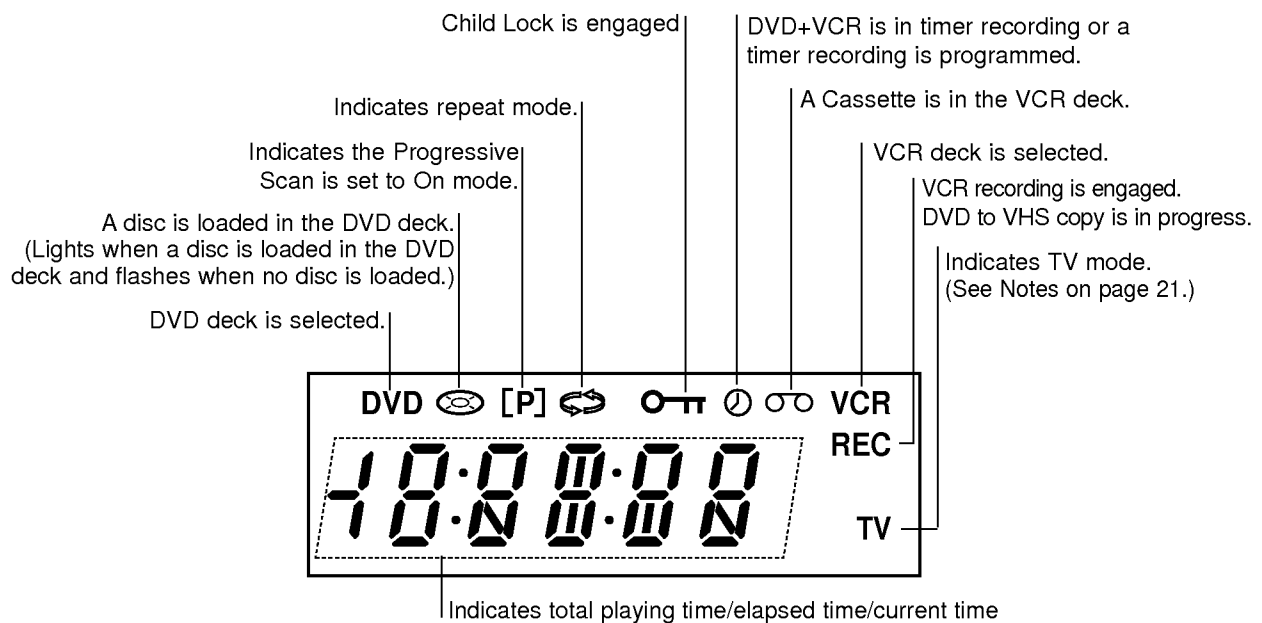 Child Lock is engaged
DVD+VCR is in timer recording or a
timer recording is programmed.
Indicates repeat mode.
A Cassette is in the VCR deck.
Indicates the Progressive
Scan is set to On mode.
VCR deck is selected.
VCR recording is engaged.
DVD to VHS copy is in progress.
A disc is loaded in the DVD deck.
(Lights when a disc is loaded in the DVD
deck and flashes when no disc is loaded.)
Indicates TV mode.
(See Notes on page 21.)
DVD deck is selected.
DVD [P] VCR
REC
TV
Indicates total playing time/elapsed time/current time